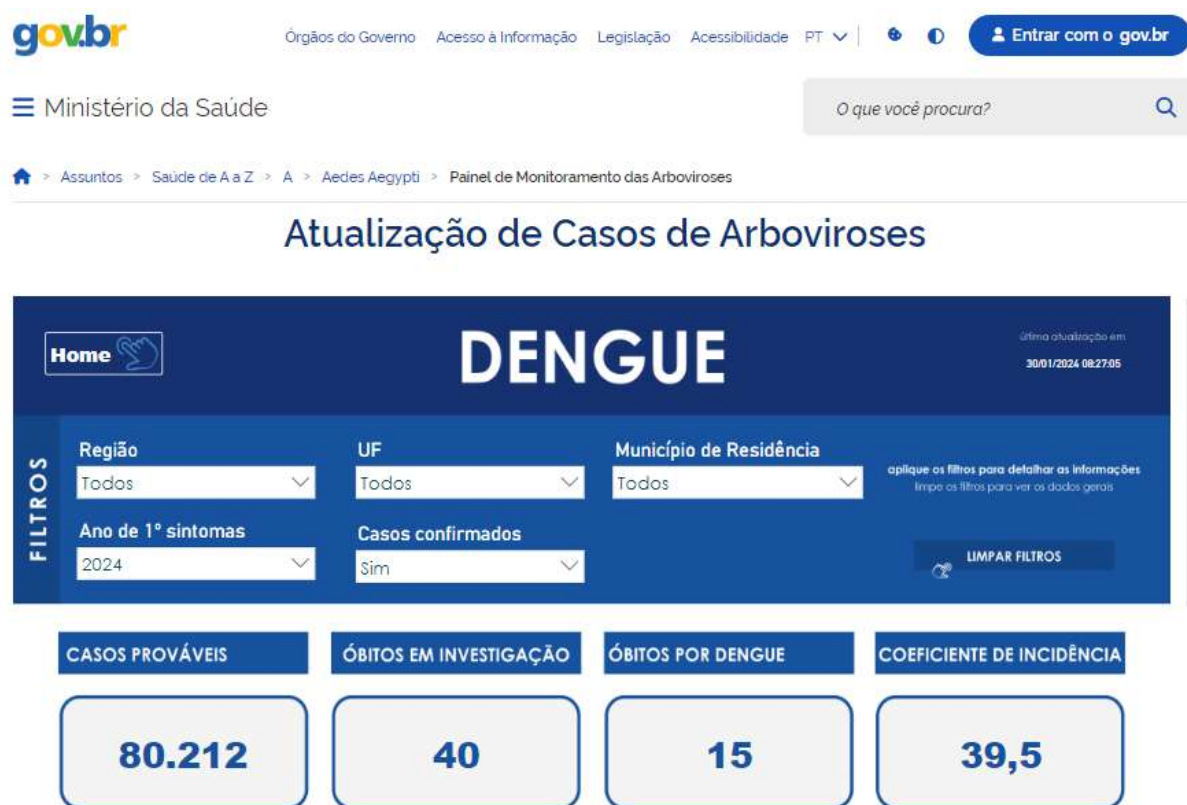 gov.br
Órgãos do Governo Acesso à Informação Legislação Acessibilidade PT Entrar com o gov.br
Ministério da Saúde
O que você procura?
> Assuntos > Saúde de A a Z > A > Aedes Aegypti > Painel de Monitoramento das Arboviroses
Atualização de Casos de Arboviroses
Home
DENGUE
última atualização em
30/01/2024 08:27:05
FILTROS
Região UF Município de Residência
Todos Todos Todos
aplique os filtros para detalhar as informações
limpe os filtros para ver os dados gerais
Ano de 1º sintomas Casos confirmados
2024 Sim
LIMPAR FILTROS
CASOS PROVÁVEIS ÓBITOS EM INVESTIGAÇÃO ÓBITOS POR DENGUE COEFICIENTE DE INCIDÊNCIA
80.212 40 15 39,5